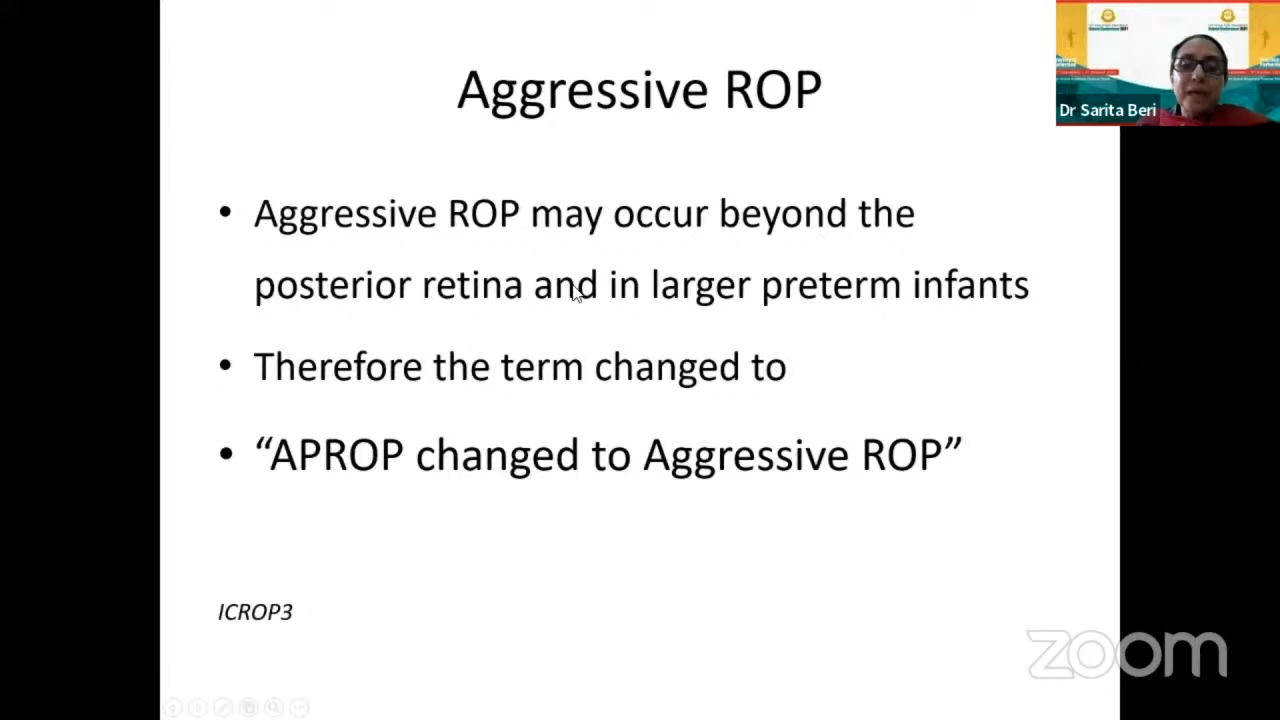 Aggressive ROP
Dr Sarita Beri
• Aggressive ROP may occur beyond the
posterior retina and in larger preterm infants
• Therefore the term changed to
• “APROP changed to Aggressive ROP”
ICROP3
zoom